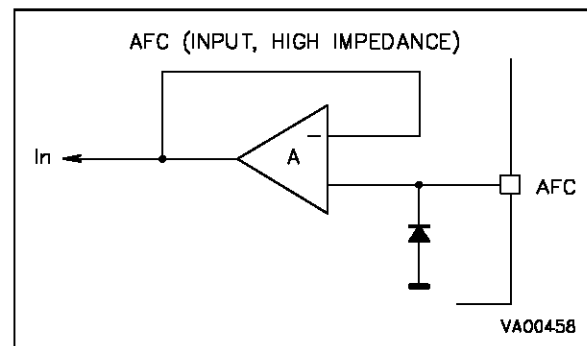 AFC (INPUT, HIGH IMPEDANCE)
−
In
A
AFC
VA00458